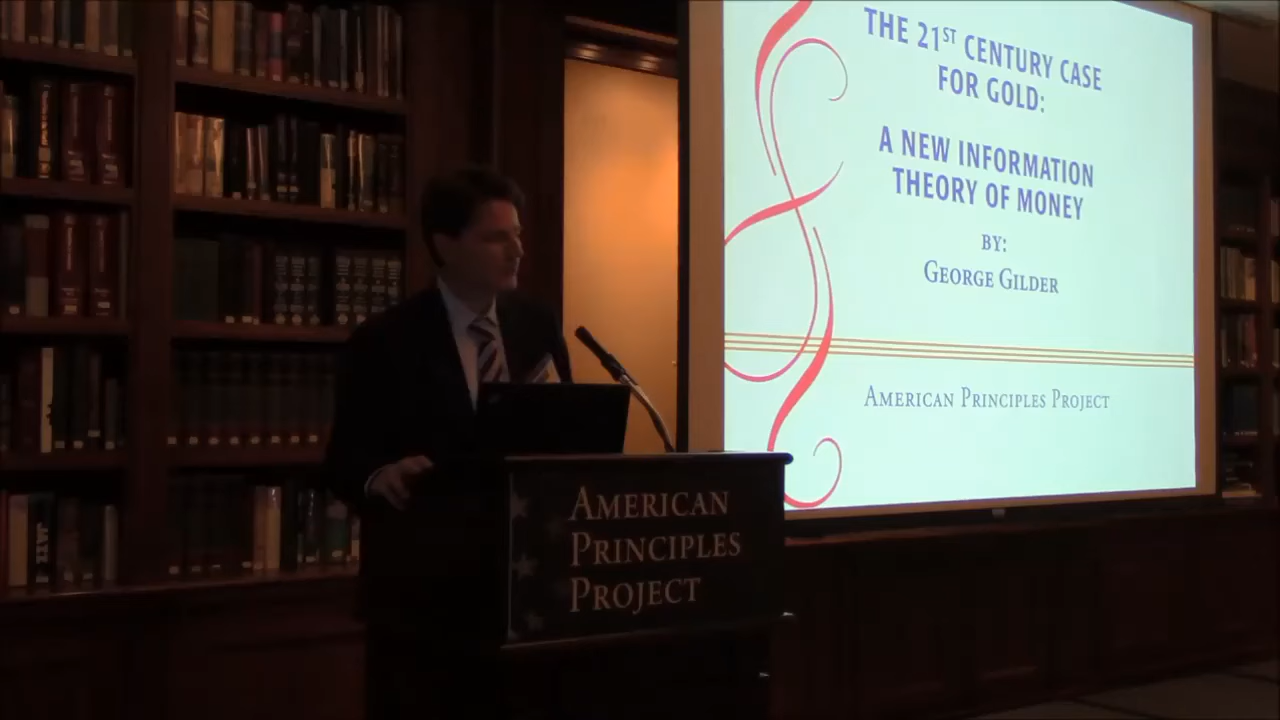 THE 21ST CENTURY CASE
FOR GOLD:
A NEW INFORMATION
THEORY OF MONEY
BY:
GEORGE GILDER
AMERICAN PRINCIPLES PROJECT
AMERICAN
PRINCIPLES
PROJECT